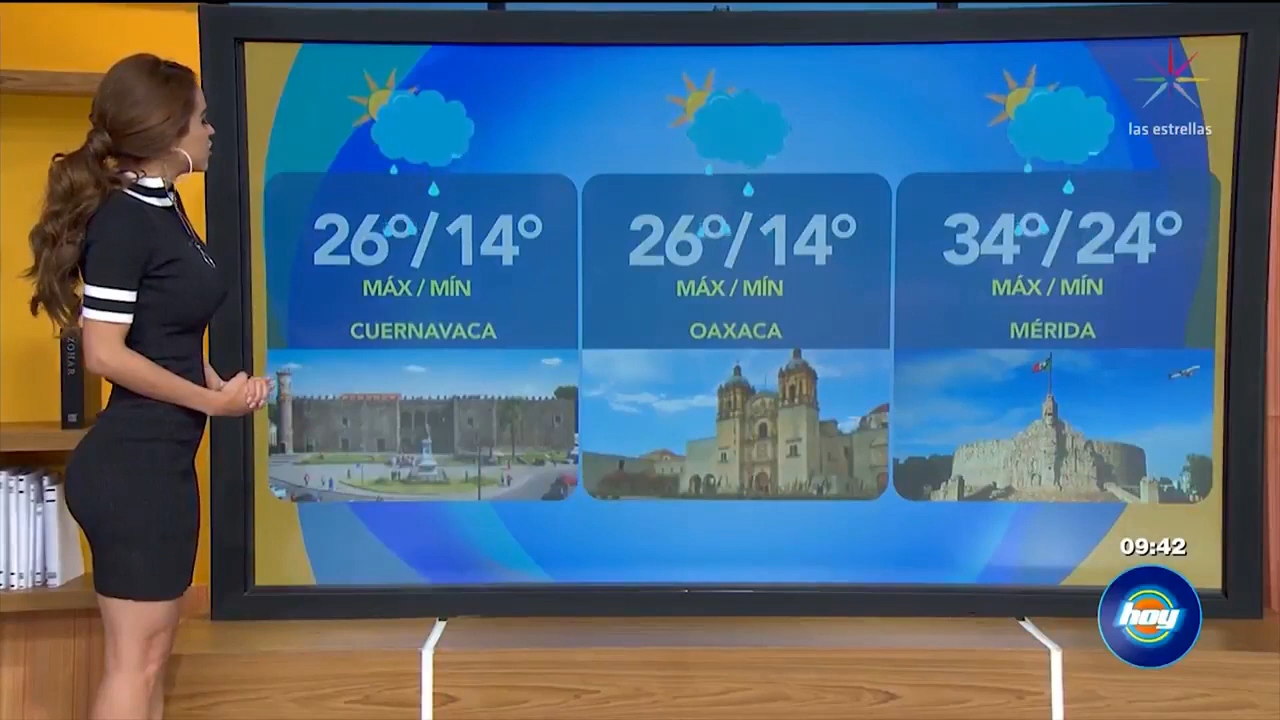 las estrellas
26°/14°
MÁX / MÍN
CUERNAVACA
26°/14°
MÁX / MÍN
OAXACA
34°/24°
MÁX / MÍN
MÉRIDA
ZOHAR
09:42
hoy